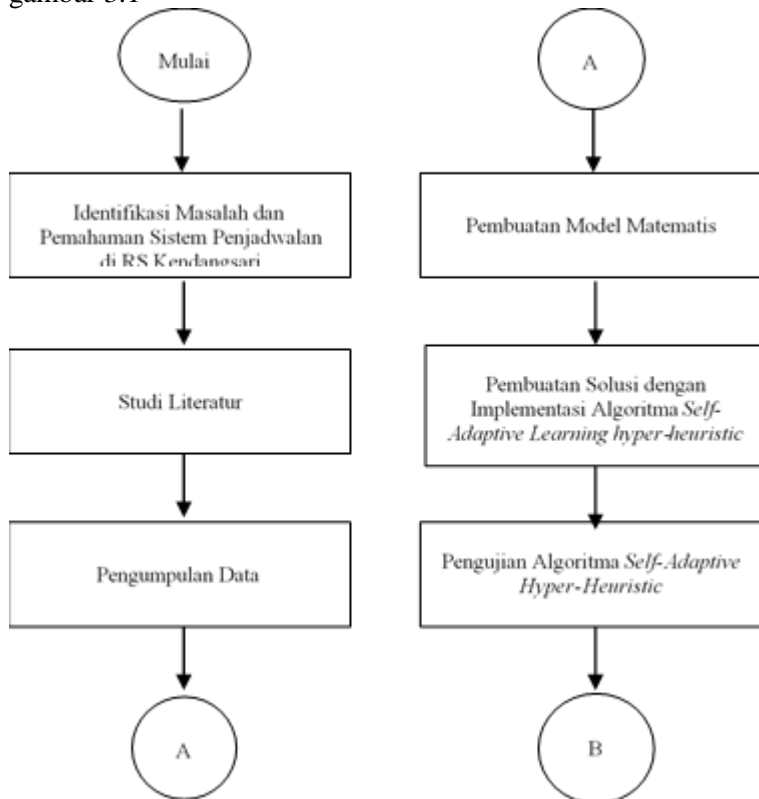 gambar 3.1
Mulai
Identifikasi Masalah dan
Pemahaman Sistem Penjadwalan
di RS Kendangsari
Studi Literatur
Pengumpulan Data
A
A
Pembuatan Model Matematis
Pembuatan Solusi dengan
Implementasi Algoritma Self-
Adaptive Learning hyper-heuristic
Pengujian Algoritma Self-Adaptive
Hyper-Heuristic
B